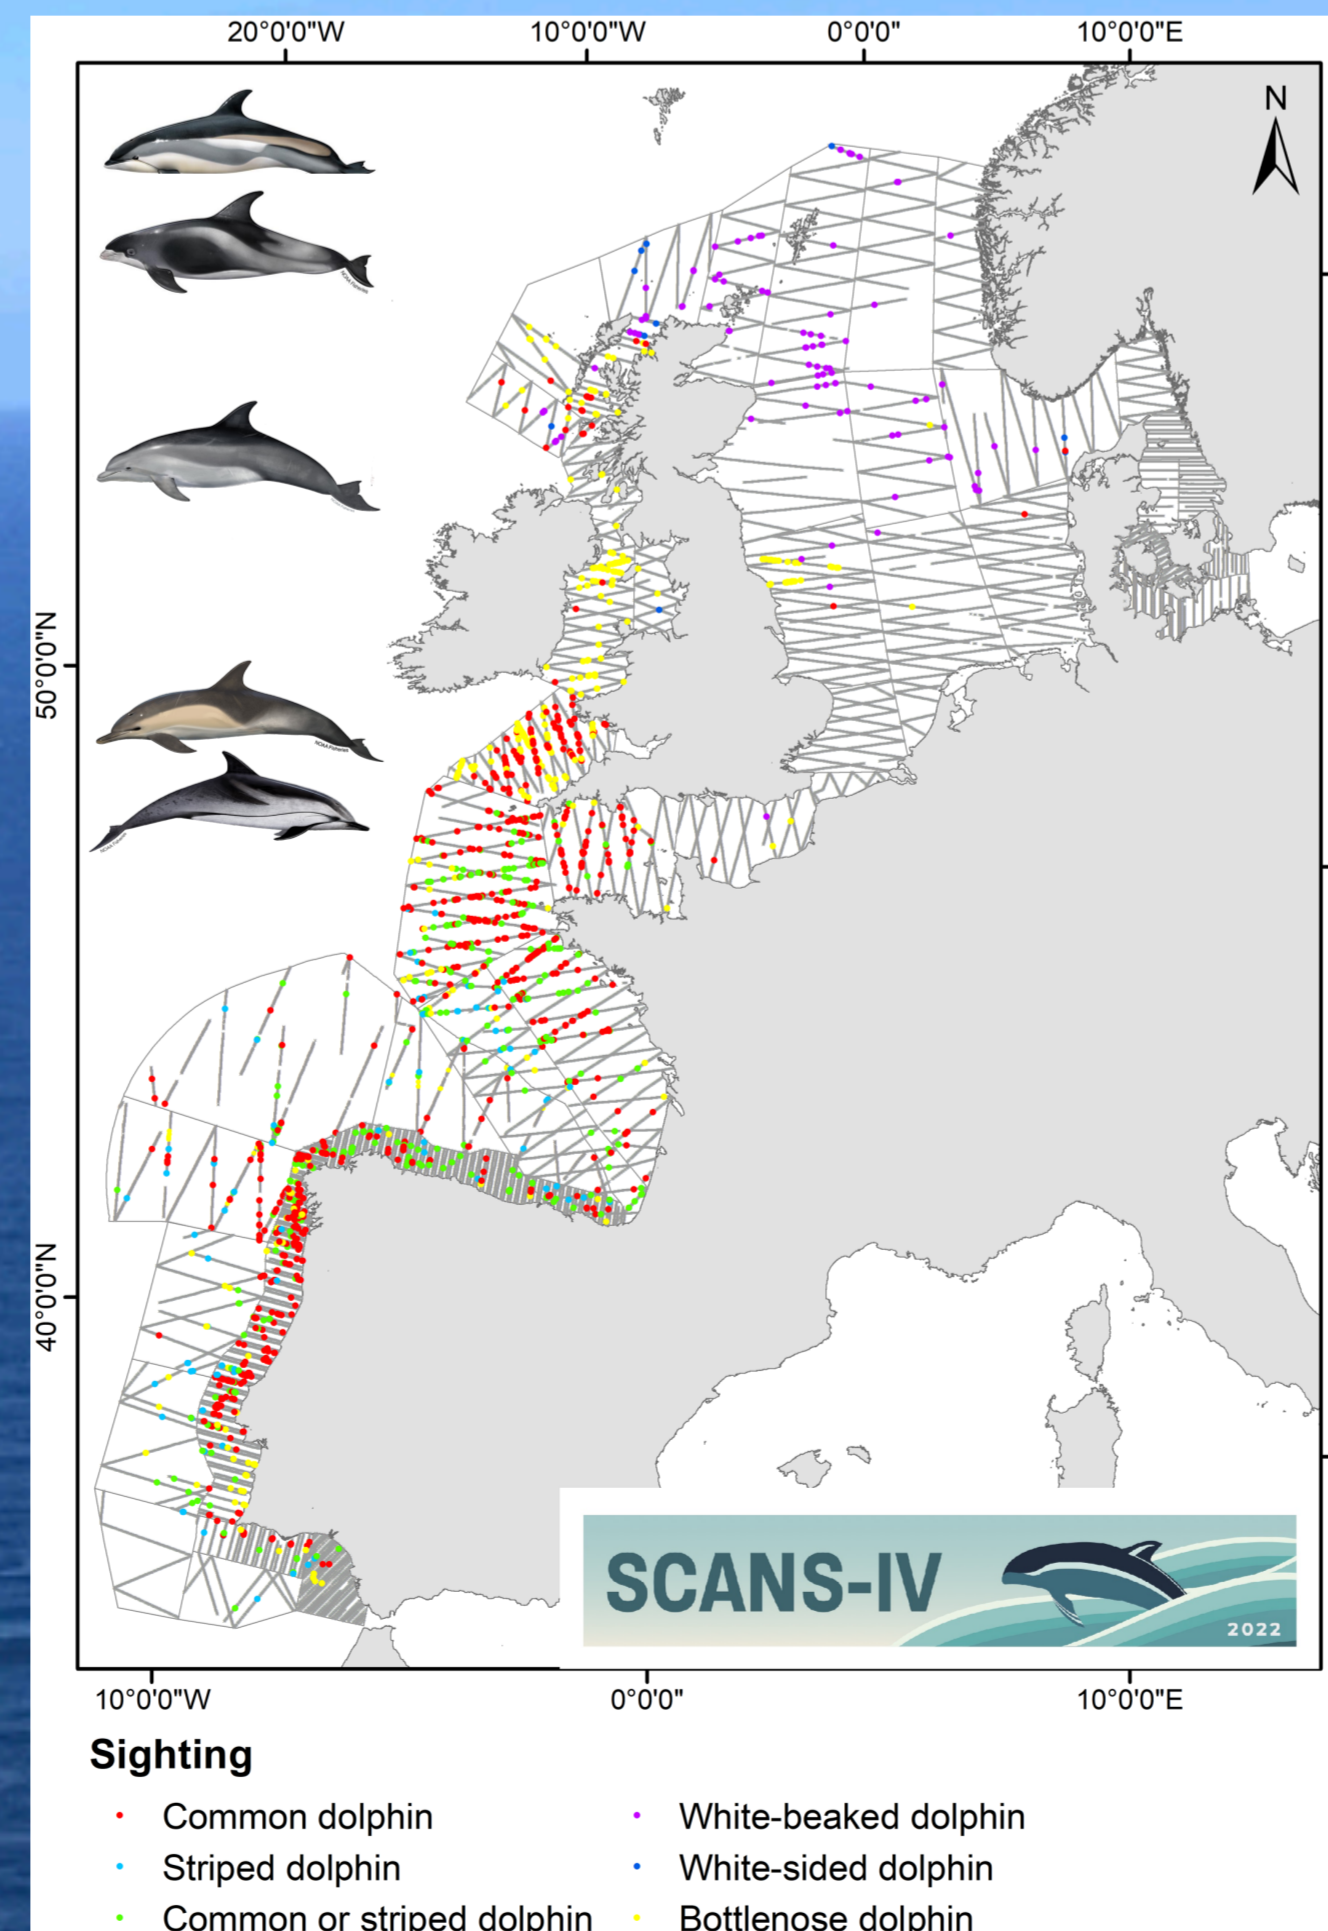 20°0'0"W 10°0'0"W 0°0'0" 10°0'0"E
N
50°0'0"N
40°0'0"N
SCANS-IV
2022
10°0'0"W 0°0'0" 10°0'0"E
Sighting
Common dolphin White-beaked dolphin
Striped dolphin White-sided dolphin
Common or striped dolphin Bottlenose dolphin